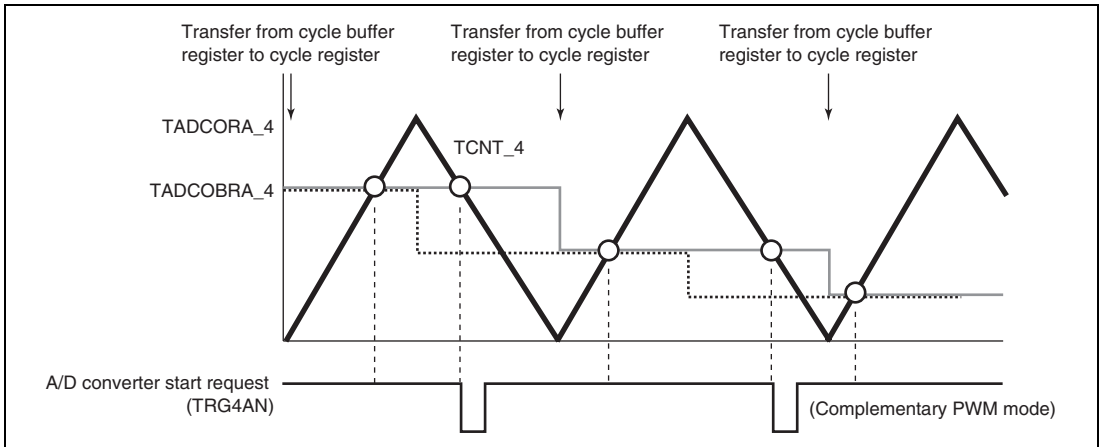 Transfer from cycle buffer
register to cycle register
Transfer from cycle buffer
register to cycle register
Transfer from cycle buffer
register to cycle register
TADCORA_4
TCNT_4
TADCOBRA_4
A/D converter start request
(TRG4AN)
(Complementary PWM mode)